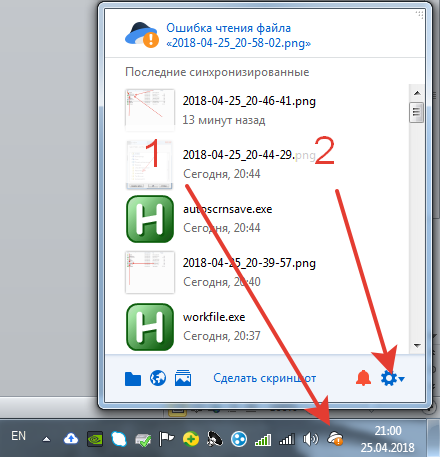 Ошибка чтения файла
«2018-04-25_20-58-02.png»
Последние синхронизированные
2018-04-25_20-46-41.png
13 минут назад
1
2018-04-25_20-44-29.png
2
Сегодня, 20:44
autoscrnsave.exe
Сегодня, 20:44
2018-04-25_20-39-57.png
Сегодня, 20:40
workfile.exe
Сегодня, 20:37
Сделать скриншот
EN
21:00
25.04.2018